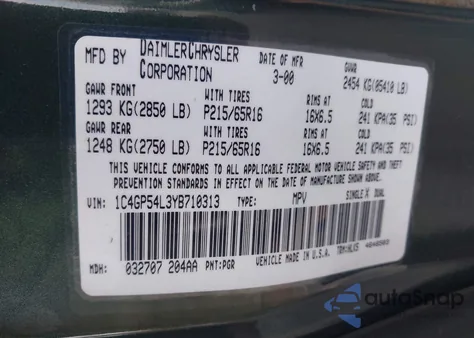 MFD BY DAIMLERCHRYSLER CORPORATION DATE OF MFR 3-00 GVWR 2454 KG(05410 LB)
GAWR FRONT WITH TIRES RIMS AT COLD
1293 KG(2850 LB) P215/65R16 16X6.5 241 KPA(35 PSI)
GAWR REAR WITH TIRES RIMS AT COLD
1248 KG(2750 LB) P215/65R16 16X6.5 241 KPA(35 PSI)
THIS VEHICLE CONFORMS TO ALL APPLICABLE FEDERAL MOTOR VEHICLE SAFETY, BUMPER, AND THEFT PREVENTION STANDARDS IN EFFECT ON THE DATE OF MANUFACTURE SHOWN ABOVE.
VIN: 1C4GP54L3YB710313 TYPE: MPV SINGLE X DUAL
MDH: 032707 204AA PNT:PGR VEHICLE MADE IN U.S.A.
autoSnap